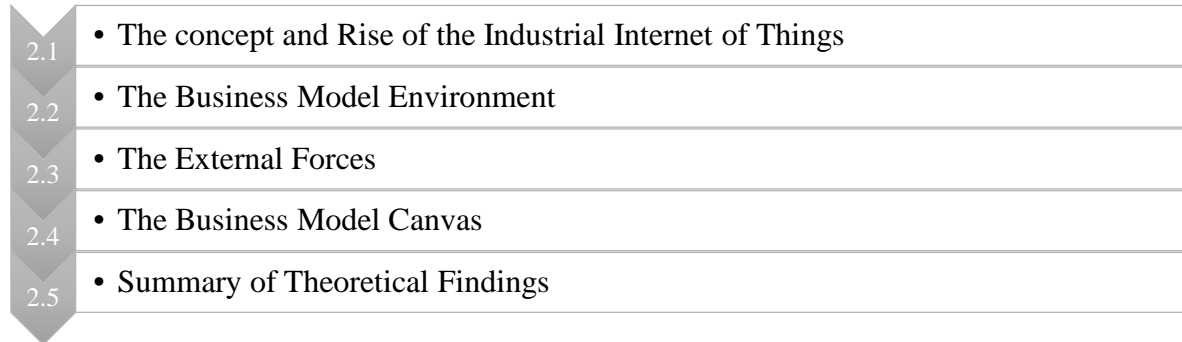 2.1 • The concept and Rise of the Industrial Internet of Things
2.2 • The Business Model Environment
2.3 • The External Forces
2.4 • The Business Model Canvas
2.5 • Summary of Theoretical Findings